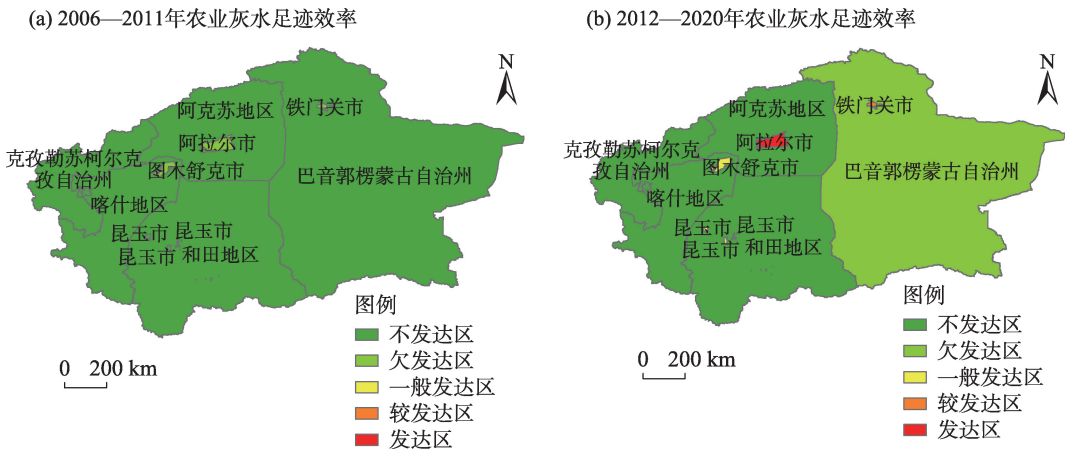 (a) 2006—2011年农业灰水足迹效率
N
阿克苏地区
铁门关市
阿拉尔市
克孜勒苏柯尔克
孜自治州
图木舒克市
巴音郭楞蒙古自治州
喀什地区
昆玉市
昆玉市
昆玉市
和田地区
图例
不发达区
欠发达区
一般发达区
较发达区
发达区
0 200 km
(b) 2012—2020年农业灰水足迹效率
N
阿克苏地区
铁门关市
阿拉尔市
克孜勒苏柯尔克
孜自治州
图木舒克市
巴音郭楞蒙古自治州
喀什地区
昆玉市
昆玉市
昆玉市
和田地区
图例
不发达区
欠发达区
一般发达区
较发达区
发达区
0 200 km